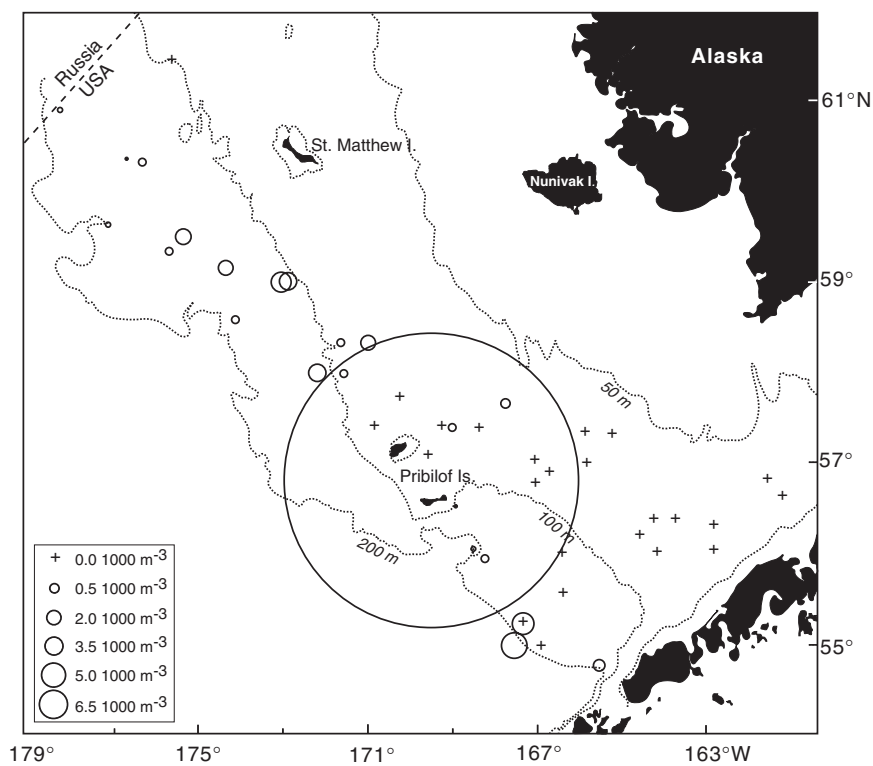 Russia
USA
Alaska
61°N
St. Matthew I.
Nunivak I.
59°
50 m
57°
Pribilof Is.
100 m
200 m
0.0 1000 m-3
0.5 1000 m-3
2.0 1000 m-3
3.5 1000 m-3
5.0 1000 m-3
6.5 1000 m-3
55°
179°
175°
171°
167°
163°W